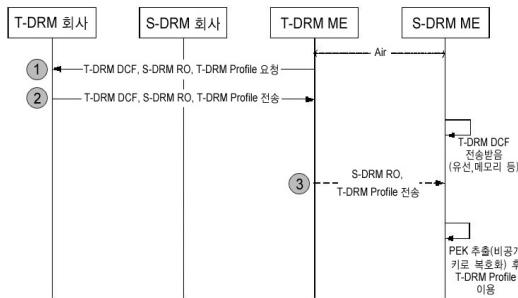 T-DRM 회사
S-DRM 회사
T-DRM ME
S-DRM ME
Air
1
T-DRM DCF, S-DRM RO, T-DRM Profile 요청
2
T-DRM DCF, S-DRM RO, T-DRM Profile 전송
T-DRM DCF
전송받음
(유선,메모리 등)
3
S-DRM RO,
T-DRM Profile 전송
PEK 추출(비공개
키로 복호화) 후
T-DRM Profile
이용